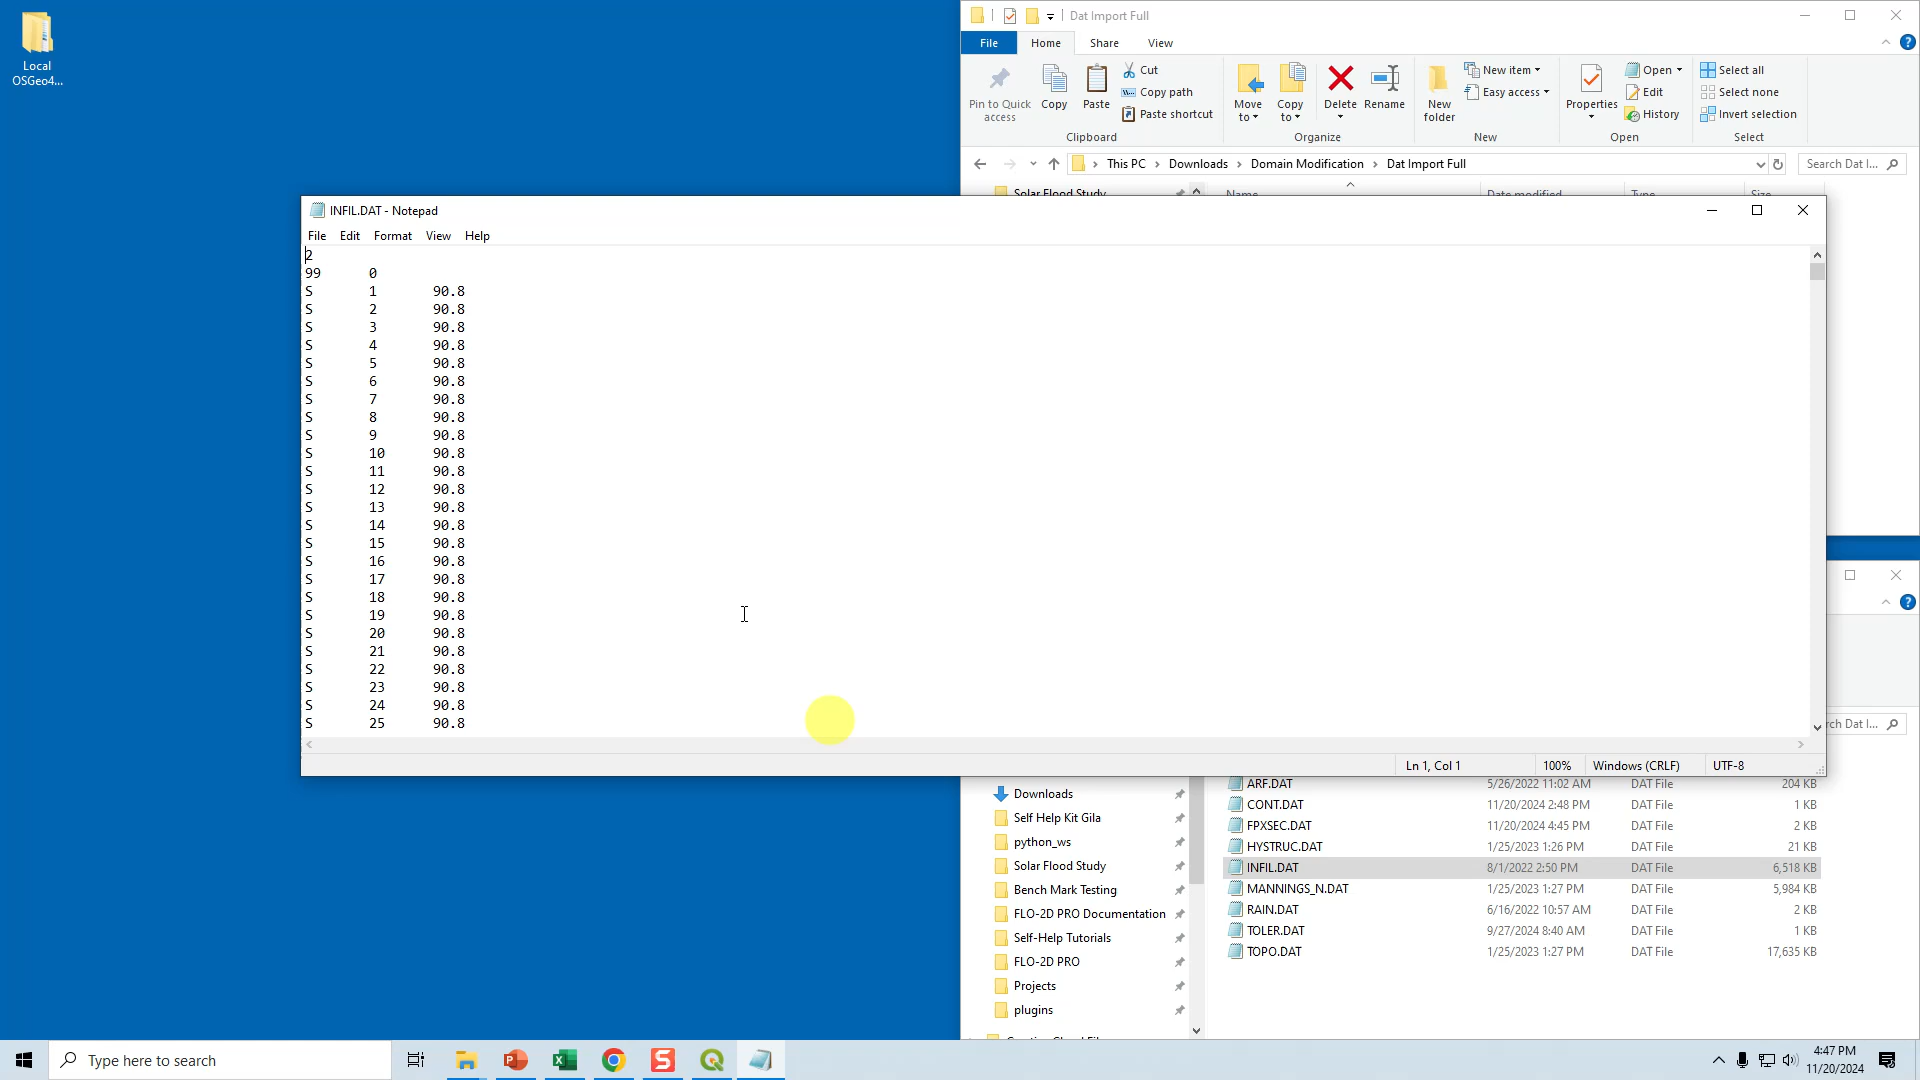 Local
OSGeo4...
Dat Import Full
File Home Share View
Pin to Quick
access
Copy
Paste
Cut
Copy path
Paste shortcut
Clipboard
Move
to
Copy
to
Delete
Rename
Organize
New
folder
New item
Easy access
New
Properties
Open
Edit
History
Open
Select all
Select none
Invert selection
Select
This PC > Downloads > Domain Modification > Dat Import Full
Search Dat I...
Solar Flood Study
Name Date modified Type Size
INFIL.DAT - Notepad
File Edit Format View Help
2
99 0
S 1 90.8
S 2 90.8
S 3 90.8
S 4 90.8
S 5 90.8
S 6 90.8
S 7 90.8
S 8 90.8
S 9 90.8
S 10 90.8
S 11 90.8
S 12 90.8
S 13 90.8
S 14 90.8
S 15 90.8
S 16 90.8
S 17 90.8
S 18 90.8
S 19 90.8
S 20 90.8
S 21 90.8
S 22 90.8
S 23 90.8
S 24 90.8
S 25 90.8
Ln 1, Col 1 100% Windows (CRLF) UTF-8
rch Dat I...
Downloads
Self Help Kit Gila
python_ws
Solar Flood Study
Bench Mark Testing
FLO-2D PRO Documentation
Self-Help Tutorials
FLO-2D PRO
Projects
plugins
ARF.DAT 5/26/2022 11:02 AM DAT File 204 KB
CONT.DAT 11/20/2024 2:48 PM DAT File 1 KB
FPXSEC.DAT 11/20/2024 4:45 PM DAT File 2 KB
HYSTRUC.DAT 1/25/2023 1:26 PM DAT File 21 KB
INFIL.DAT 8/1/2022 2:50 PM DAT File 6,518 KB
MANNINGS_N.DAT 1/25/2023 1:27 PM DAT File 5,984 KB
RAIN.DAT 6/16/2022 10:57 AM DAT File 2 KB
TOLER.DAT 9/27/2024 8:40 AM DAT File 1 KB
TOPO.DAT 1/25/2023 1:27 PM DAT File 17,635 KB
Type here to search
4:47 PM
11/20/2024